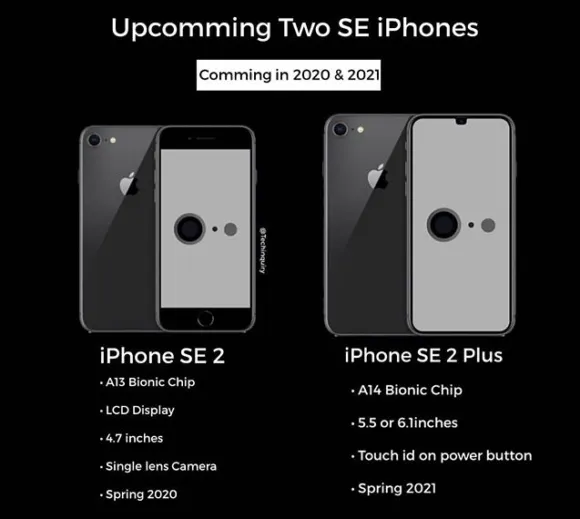 Upcomming Two SE iPhones
Comming in 2020 & 2021
@Techinquiry
iPhone SE 2
• A13 Bionic Chip
• LCD Display
• 4.7 inches
• Single lens Camera
• Spring 2020
iPhone SE 2 Plus
• A14 Bionic Chip
• 5.5 or 6.1inches
• Touch id on power button
• Spring 2021